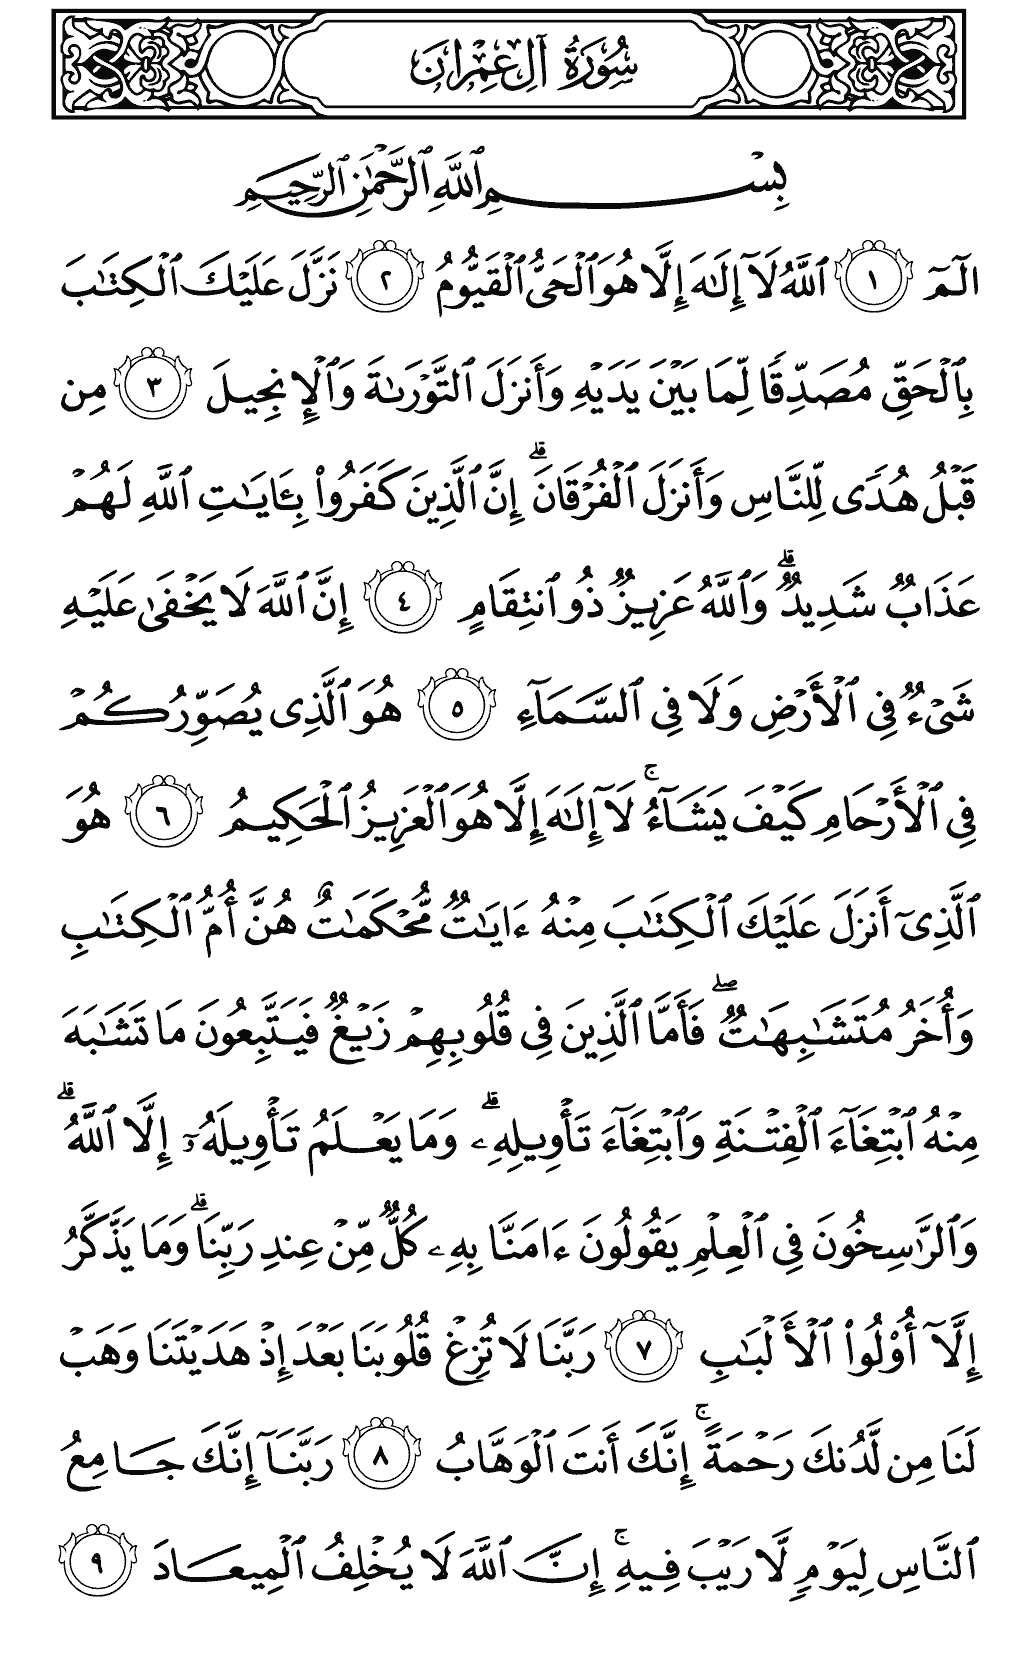 سُورَةُ آلِ عِمْرَانَ
بِسْمِ ٱللَّهِ ٱلرَّحْمَٰنِ ٱلرَّحِيمِ
الٓمٓ ١ ٱللَّهُ لَآ إِلَٰهَ إِلَّا هُوَ ٱلْحَىُّ ٱلْقَيُّومُ ٢ نَزَّلَ عَلَيْكَ ٱلْكِتَٰبَ
بِٱلْحَقِّ مُصَدِّقًا لِّمَا بَيْنَ يَدَيْهِ وَأَنزَلَ ٱلتَّوْرَىٰةَ وَٱلْإِنجِيلَ ٣ مِن
قَبْلُ هُدًى لِّلنَّاسِ وَأَنزَلَ ٱلْفُرْقَانَ ۗ إِنَّ ٱلَّذِينَ كَفَرُوا۟ بِـَٔايَٰتِ ٱللَّهِ لَهُمْ
عَذَابٌ شَدِيدٌ ۗ وَٱللَّهُ عَزِيزٌ ذُو ٱنتِقَامٍ ٤ إِنَّ ٱللَّهَ لَا يَخْفَىٰ عَلَيْهِ
شَىْءٌ فِى ٱلْأَرْضِ وَلَا فِى ٱلسَّمَآءِ ٥ هُوَ ٱلَّذِى يُصَوِّرُكُمْ
فِى ٱلْأَرْحَامِ كَيْفَ يَشَآءُ ۚ لَآ إِلَٰهَ إِلَّا هُوَ ٱلْعَزِيزُ ٱلْحَكِيمُ ٦ هُوَ
ٱلَّذِىٓ أَنزَلَ عَلَيْكَ ٱلْكِتَٰبَ مِنْهُ ءَايَٰتٌ مُّحْكَمَٰتٌ هُنَّ أُمُّ ٱلْكِتَٰبِ
وَأُخَرُ مُتَشَٰبِهَٰتٌ ۖ فَأَمَّا ٱلَّذِينَ فِى قُلُوبِهِمْ زَيْغٌ فَيَتَّبِعُونَ مَا تَشَٰبَهَ
مِنْهُ ٱبْتِغَآءَ ٱلْفِتْنَةِ وَٱبْتِغَآءَ تَأْوِيلِهِۦ ۗ وَمَا يَعْلَمُ تَأْوِيلَهُۥٓ إِلَّا ٱللَّهُ ۗ
وَٱلرَّٰسِخُونَ فِى ٱلْعِلْمِ يَقُولُونَ ءَامَنَّا بِهِۦ كُلٌّ مِّنْ عِندِ رَبِّنَا ۗ وَمَا يَذَّكَّرُ
إِلَّآ أُو۟لُوا۟ ٱلْأَلْبَٰبِ ٧ رَبَّنَا لَا تُزِغْ قُلُوبَنَا بَعْدَ إِذْ هَدَيْتَنَا وَهَبْ
لَنَا مِن لَّدُنكَ رَحْمَةً ۚ إِنَّكَ أَنتَ ٱلْوَهَّابُ ٨ رَبَّنَآ إِنَّكَ جَامِعُ
ٱلنَّاسِ لِيَوْمٍ لَّا رَيْبَ فِيهِ ۚ إِنَّ ٱللَّهَ لَا يُخْلِفُ ٱلْمِيعَادَ ٩